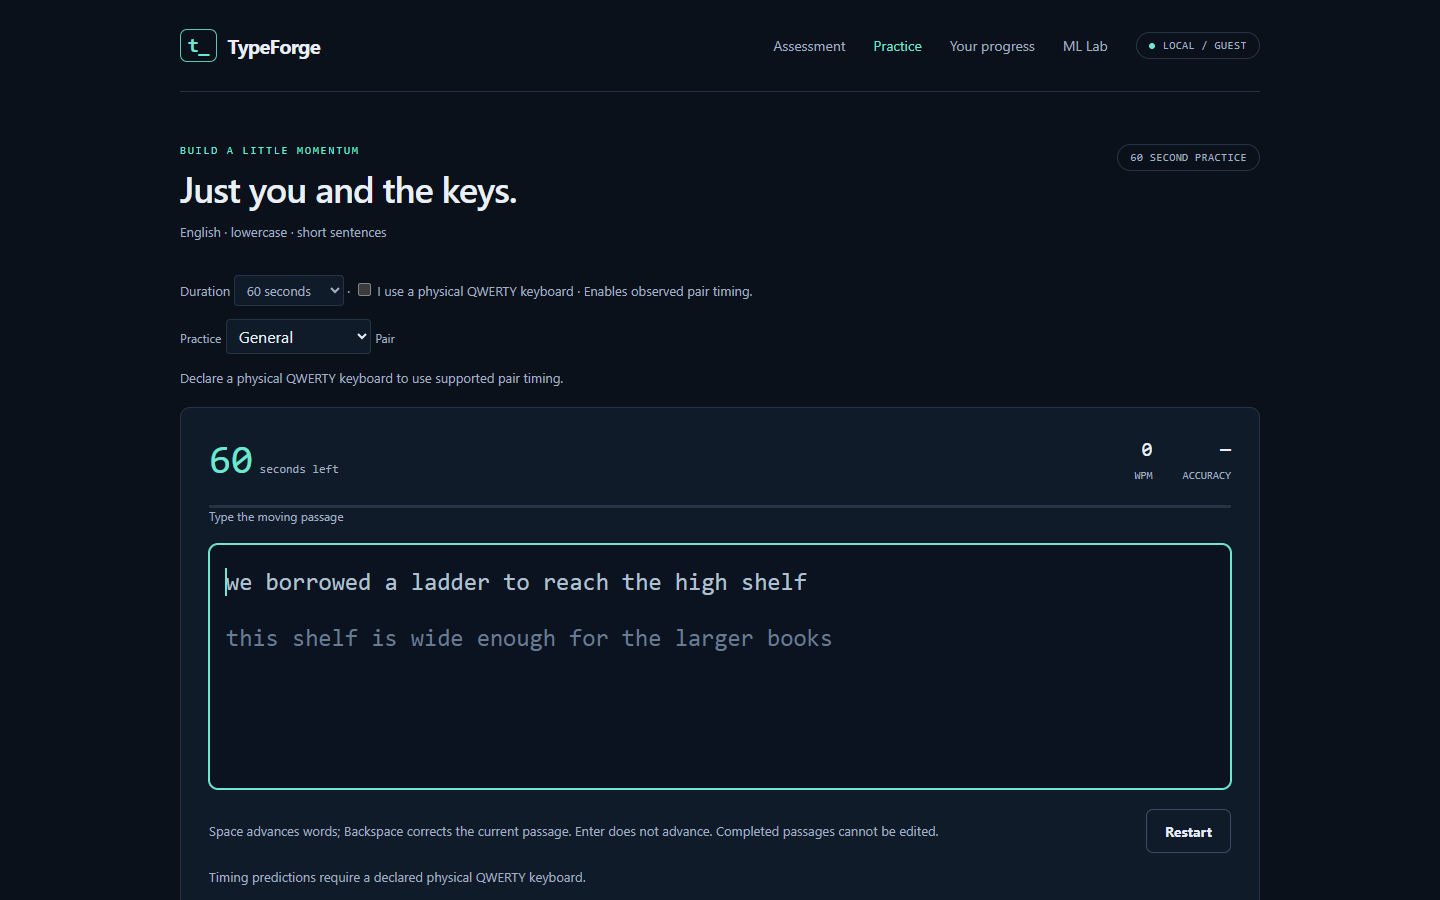 t_ TypeForge
Assessment Practice Your progress ML Lab LOCAL / GUEST
BUILD A LITTLE MOMENTUM
60 SECOND PRACTICE
Just you and the keys.
English · lowercase · short sentences
Duration 60 seconds · I use a physical QWERTY keyboard · Enables observed pair timing.
Practice General Pair
Declare a physical QWERTY keyboard to use supported pair timing.
60 seconds left
0 WPM
— ACCURACY
Type the moving passage
we borrowed a ladder to reach the high shelf
this shelf is wide enough for the larger books
Space advances words; Backspace corrects the current passage. Enter does not advance. Completed passages cannot be edited.
Restart
Timing predictions require a declared physical QWERTY keyboard.